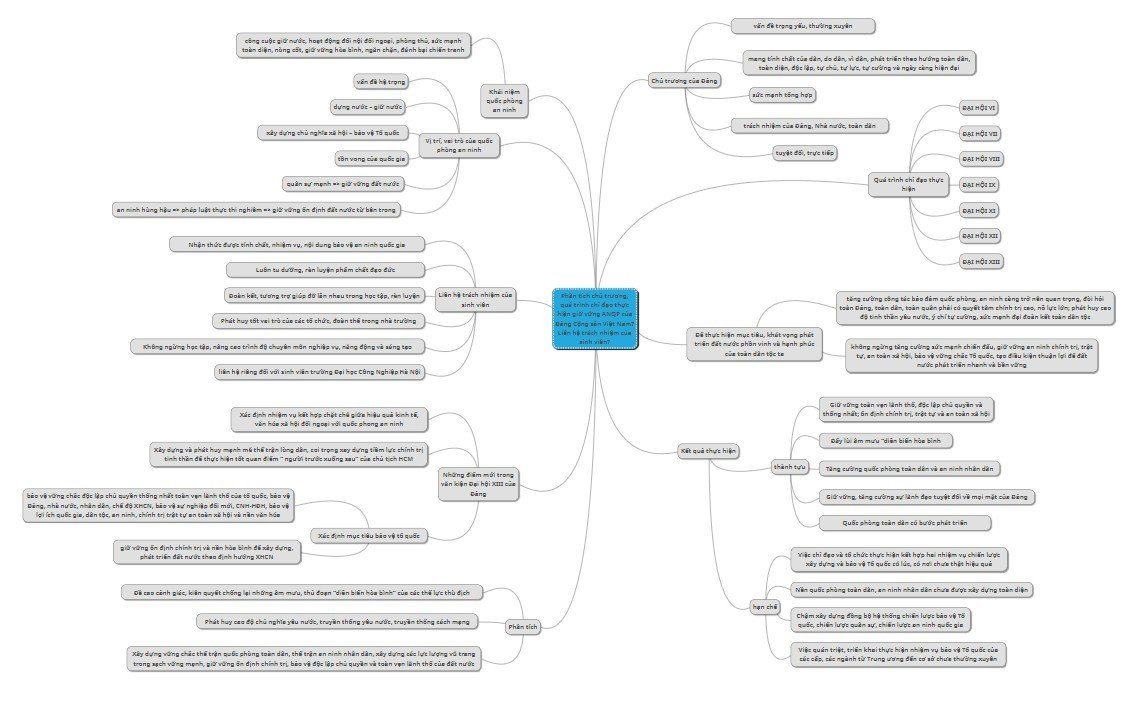 Phân tích chủ trương,
quá trình chỉ đạo thực
hiện giữ vững ANQP của
Đảng Cộng sản Việt Nam?
Liên hệ trách nhiệm của
sinh viên?
Khái niệm
quốc phòng
an ninh
công cuộc giữ nước, hoạt động đối nội đối ngoại, phòng thủ, sức mạnh
toàn diện, nòng cốt, giữ vững hòa bình, ngăn chặn, đánh bại chiến tranh
Vị trí, vai trò của quốc
phòng an ninh
vấn đề hệ trọng
dựng nước – giữ nước
xây dựng chủ nghĩa xã hội – bảo vệ Tổ quốc
tồn vong của quốc gia
quân sự mạnh => giữ vững đất nước
an ninh hùng hậu => pháp luật thực thi nghiêm => giữ vững ổn định đất nước từ bên trong
Liên hệ trách nhiệm của
sinh viên
Nhận thức được tính chất, nhiệm vụ, nội dung bảo vệ an ninh quốc gia
Luôn tu dưỡng, rèn luyện phẩm chất đạo đức
Đoàn kết, tương trợ giúp đỡ lẫn nhau trong học tập, rèn luyện
Phát huy tốt vai trò của các tổ chức, đoàn thể trong nhà trường
Không ngừng học tập, nâng cao trình độ chuyên môn nghiệp vụ, năng động và sáng tạo
liên hệ riêng đối với sinh viên trường Đại học Công Nghiệp Hà Nội
Những điểm mới trong
văn kiện Đại hội XIII của
Đảng
Xác định nhiệm vụ kết hợp chặt chẽ giữa hiệu quả kinh tế,
văn hóa xã hội đối ngoại với quốc phong an ninh
Xây dựng và phát huy mạnh mẽ thế trận lòng dân, coi trọng xay dựng tiềm lực chính trị
tinh thần để thực hiện tốt quan điểm " người trước xuống sau" của chủ tịch HCM
Xác định mục tiêu bảo vệ tổ quốc
bảo vệ vững chắc độc lập chủ quyền thống nhất toàn vẹn lãnh thổ của tổ quốc, bảo vệ
Đảng, nhà nước, nhân dân, chế độ XHCN, bảo vệ sự nghiệp đổi mới, CNH-HĐH, bảo vệ
lợi ích quốc gia, dân tộc, an ninh, chính trị trật tự an toàn xã hội và nền văn hóa
giữ vững ổn định chính trị và nền hòa bình để xây dựng,
phát triển đất nước theo định hướng XHCN
Phân tích
Đề cao cảnh giác, kiên quyết chống lại những âm mưu, thủ đoạn "diễn biến hòa bình" của các thế lực thù địch
Phát huy cao độ chủ nghĩa yêu nước, truyền thống yêu nước, truyền thống cách mạng
Xây dựng vững chắc thế trận quốc phòng toàn dân, thế trận an ninh nhân dân, xây dựng các lực lượng vũ trang
trong sạch vững mạnh, giữ vững ổn định chính trị, bảo vệ độc lập chủ quyền và toàn vẹn lãnh thổ của đất nước
Chủ trương của Đảng
vấn đề trọng yếu, thường xuyên
mang tính chất của dân, do dân, vì dân, phát triển theo hướng toàn dân,
toàn diện, độc lập, tự chủ, tự lực, tự cường và ngày càng hiện đại
sức mạnh tổng hợp
trách nhiệm của Đảng, Nhà nước, toàn dân
tuyệt đối, trực tiếp
Quá trình chỉ đạo thực
hiện
ĐẠI HỘI VI
ĐẠI HỘI VII
ĐẠI HỘI VIII
ĐẠI HỘI IX
ĐẠI HỘI XI
ĐẠI HỘI XII
ĐẠI HỘI XIII
Để thực hiện mục tiêu, khát vọng phát
triển đất nước phồn vinh và hạnh phúc
của toàn dân tộc ta
tăng cường công tác bảo đảm quốc phòng, an ninh càng trở nên quan trọng, đòi hỏi
toàn Đảng, toàn dân, toàn quân phải có quyết tâm chính trị cao, nỗ lực lớn; phát huy cao
độ tinh thần yêu nước, ý chí tự cường, sức mạnh đại đoàn kết toàn dân tộc
không ngừng tăng cường sức mạnh chiến đấu, giữ vững an ninh chính trị, trật
tự, an toàn xã hội, bảo vệ vững chắc Tổ quốc, tạo điều kiện thuận lợi để đất
nước phát triển nhanh và bền vững
Kết quả thực hiện
thành tựu
Giữ vững toàn vẹn lãnh thổ, độc lập chủ quyền và
thống nhất; ổn định chính trị, trật tự và an toàn xã hội
Đẩy lùi âm mưu "diễn biến hòa bình
Tăng cường quốc phòng toàn dân và an ninh nhân dân
Giữ vững, tăng cường sự lãnh đạo tuyệt đối về mọi mặt của Đảng
Quốc phòng toàn dân có bước phát triển
hạn chế
Việc chỉ đạo và tổ chức thực hiện kết hợp hai nhiệm vụ chiến lược
xây dựng và bảo vệ Tổ quốc có lúc, có nơi chưa thật hiệu quả
Nền quốc phòng toàn dân, an ninh nhân dân chưa được xây dựng toàn diện
Chậm xây dựng đồng bộ hệ thống chiến lược bảo vệ Tổ
quốc, chiến lược quân sự, chiến lược an ninh quốc gia
Việc quán triệt, triển khai thực hiện nhiệm vụ bảo vệ Tổ quốc của
các cấp, các ngành từ Trung ương đến cơ sở chưa thường xuyên